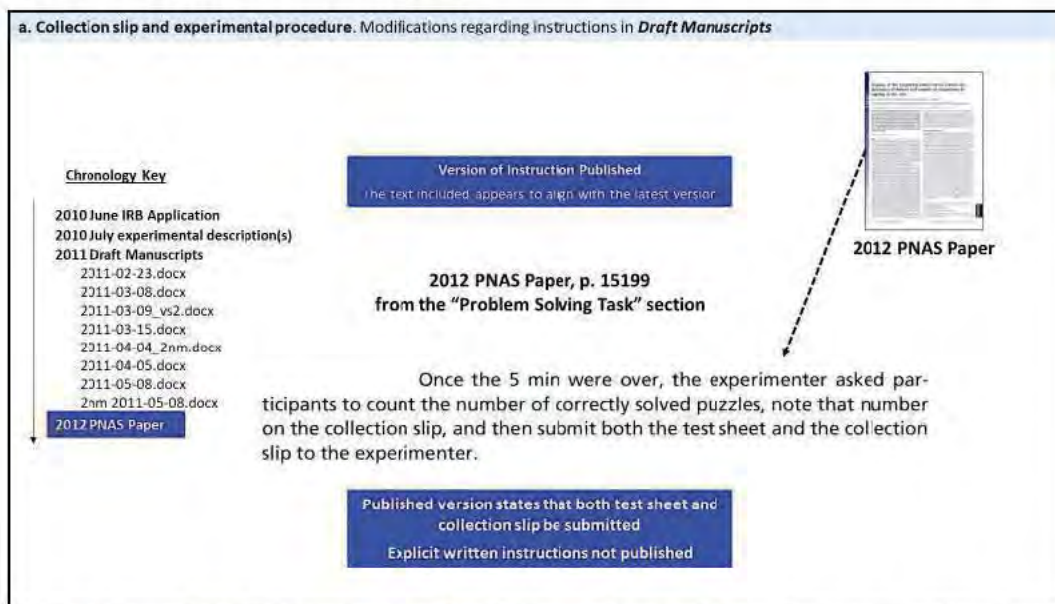 a. Collection slip and experimental procedure. Modifications regarding instructions in Draft Manuscripts
Chronology Key
2010 June IRB Application
2010 July experimental description(s)
2011 Draft Manuscripts
2011-02-23.docx
2011-03-08.docx
2011-03-09_vs2.docx
2011-03-15.docx
2011-04-04_2nm.docx
2011-04-05.docx
2011-05-08.docx
2nm 2011-05-08.docx
2012 PNAS Paper
Version of Instruction Published
The text included appears to align with the latest version
2012 PNAS Paper, p. 15199
from the “Problem Solving Task” section
2012 PNAS Paper
Once the 5 min were over, the experimenter asked par-
ticipants to count the number of correctly solved puzzles, note that number
on the collection slip, and then submit both the test sheet and the collection
slip to the experimenter.
Published version states that both test sheet and
collection slip be submitted
Explicit written instructions not published